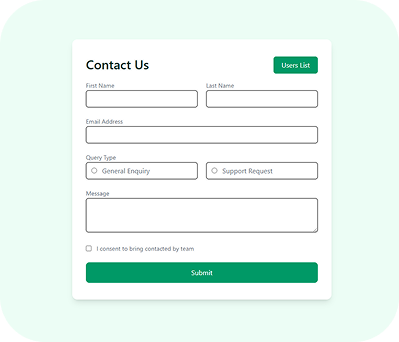 Contact Us
Users List
First Name
Last Name
Email Address
Query Type
General Enquiry
Support Request
Message
I consent to bring contacted by team
Submit